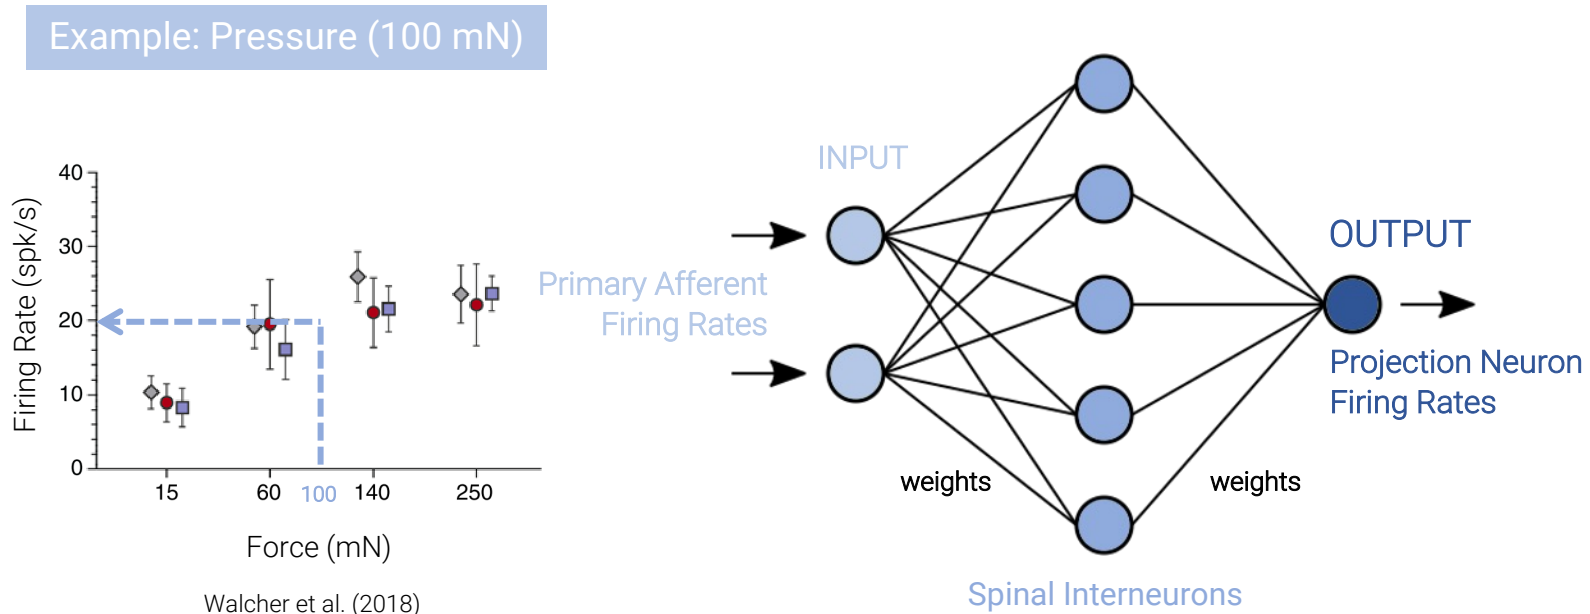 Example: Pressure (100 mN)
40
30
20
10
0
Firing Rate (spk/s)
15 60 100 140 250
Force (mN)
Walcher et al. (2018)
INPUT
Primary Afferent
Firing Rates
weights
weights
Spinal Interneurons
OUTPUT
Projection Neuron
Firing Rates